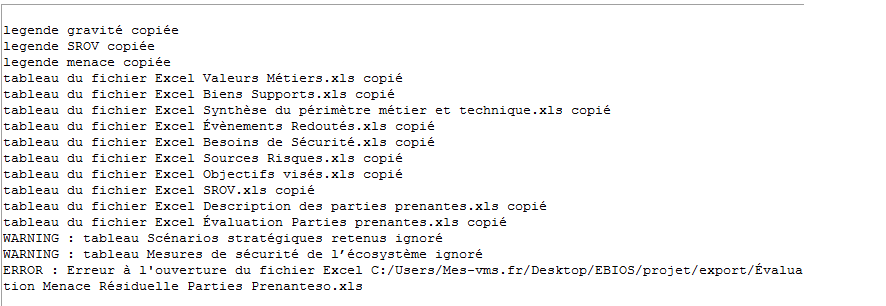 legende gravité copiée
legende SROV copiée
legende menace copiée
tableau du fichier Excel Valeurs Métiers.xls copié
tableau du fichier Excel Biens Supports.xls copié
tableau du fichier Excel Synthèse du périmètre métier et technique.xls copié
tableau du fichier Excel Évènements Redoutés.xls copié
tableau du fichier Excel Besoins de Sécurité.xls copié
tableau du fichier Excel Sources Risques.xls copié
tableau du fichier Excel Objectifs visés.xls copié
tableau du fichier Excel SROV.xls copié
tableau du fichier Excel Description des parties prenantes.xls copié
tableau du fichier Excel Évaluation Parties prenantes.xls copié
WARNING : tableau Scénarios stratégiques retenus ignoré
WARNING : tableau Mesures de sécurité de l’écosystème ignoré
ERROR : Erreur à l'ouverture du fichier Excel C:/Users/Mes-vms.fr/Desktop/EBIOS/projet/export/Évalua
tion Menace Résiduelle Parties Prenanteso.xls